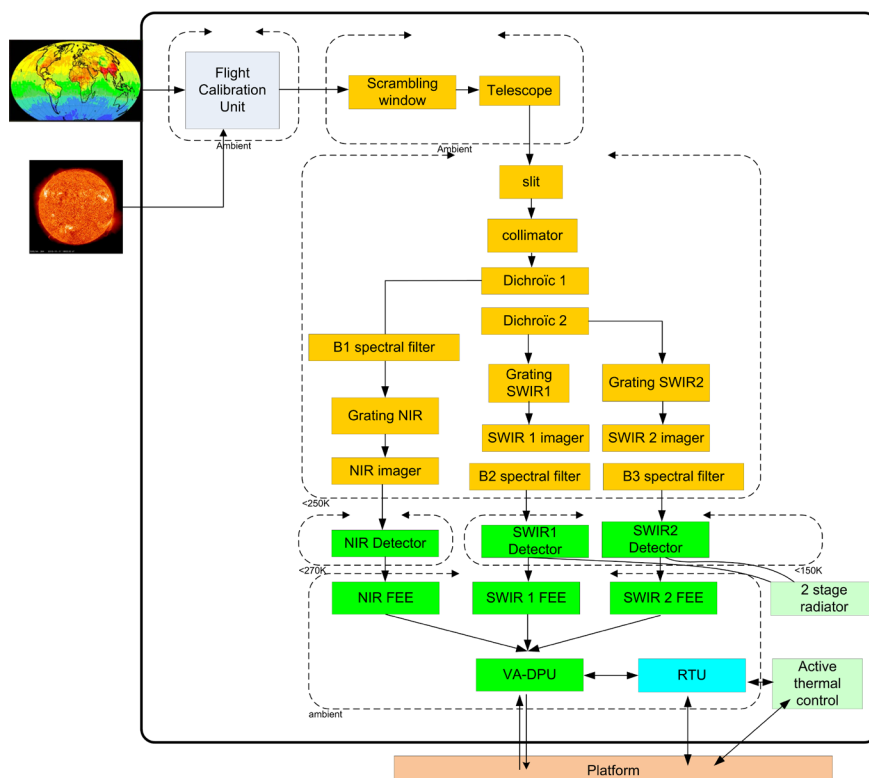 Flight
Calibration
Unit
Ambient
Scrambling
window
Telescope
Ambient
slit
collimator
Dichroïc 1
Dichroïc 2
B1 spectral filter
Grating
SWIR1
Grating SWIR2
Grating NIR
SWIR 1 imager
SWIR 2 imager
NIR imager
B2 spectral filter
B3 spectral filter
<250K
NIR Detector
SWIR1
Detector
SWIR2
Detector
<270K
<150K
NIR FEE
SWIR 1 FEE
SWIR 2 FEE
2 stage
radiator
VA-DPU
RTU
Active
thermal
control
ambient
Platform